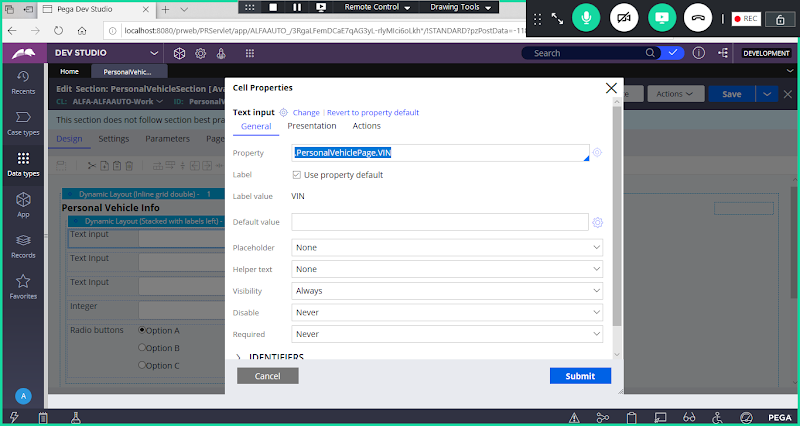 Pega Dev Studio
Remote Control
Drawing Tools
localhost:8080/prweb/PRServlet/app/ALFAAUTO_/3RgaLFemDCaE7qAG3yL-rlyMIci6oLkh*/!STANDARD?pzPostData=-118
REC
DEV STUDIO
Search
DEVELOPMENT
Home
PersonalVehic...
Recents
Case types
Data types
App
Records
Favorites
A
Edit Section: PersonalVehicleSection [Ava
CL: ALFA-ALFAAUTO-Work
ID: PersonalV
Actions
Save
This section does not follow section best pra
Design
Settings
Parameters
Page
Dynamic Layout (Inline grid double) - 1
Personal Vehicle Info
Dynamic Layout (Stacked with labels left) -
Text input
Text input
Text input
Integer
Radio buttons
Option A
Option B
Option C
Cell Properties
Text input
Change | Revert to property default
General
Presentation
Actions
Property
.PersonalVehiclePage.VIN
Label
Use property default
Label value
VIN
Default value
Placeholder
None
Helper text
None
Visibility
Always
Disable
Never
Required
Never
IDENTIFIERS
Cancel
Submit
PEGA